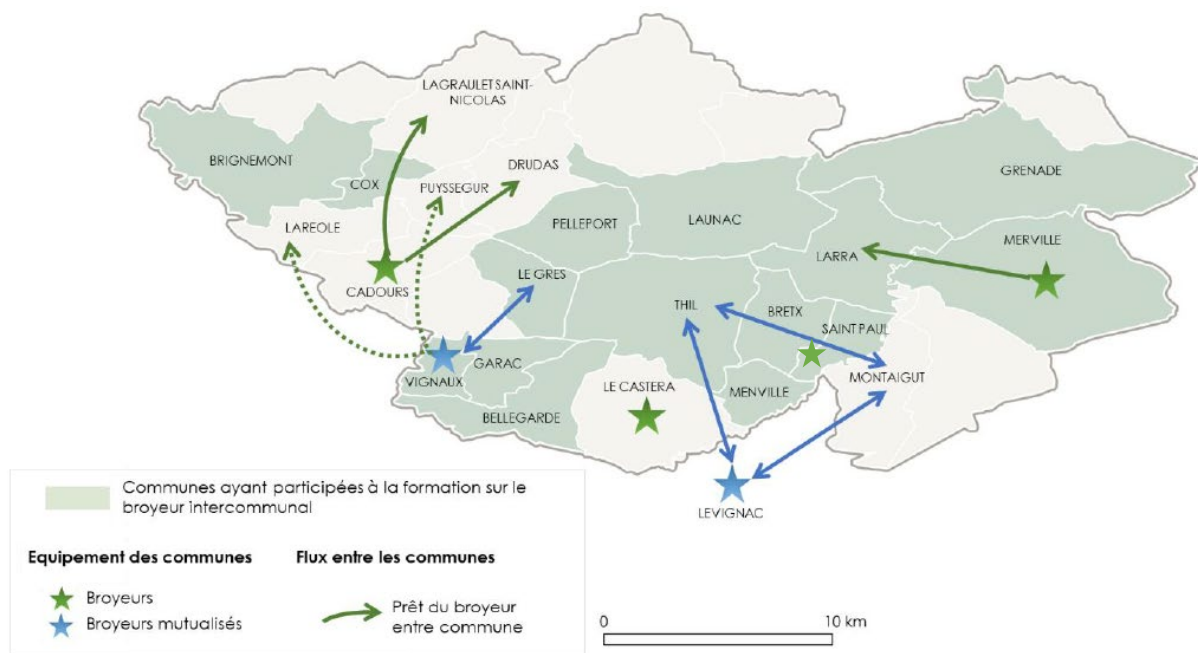 LAGRAULET SAINT-
NICOLAS
BRIGNEMONT
DRUDAS
GRENADE
COX
PUYSSEGUR
PELLEPORT
LAUNAC
LAREOLE
MERVILLE
LARRA
LE GRES
CADOURS
THIL
BRETX
SAINT PAUL
GARAC
VIGNAUX
LE CASTERA
MENVILLE
MONTAIGUT
BELLEGARDE
LEVIGNAC
Communes ayant participées à la formation sur le
broyeur intercommunal
Equipement des communes
Flux entre les communes
Broyeurs
Broyeurs mutualisés
Prêt du broyeur
entre commune
0
10 km